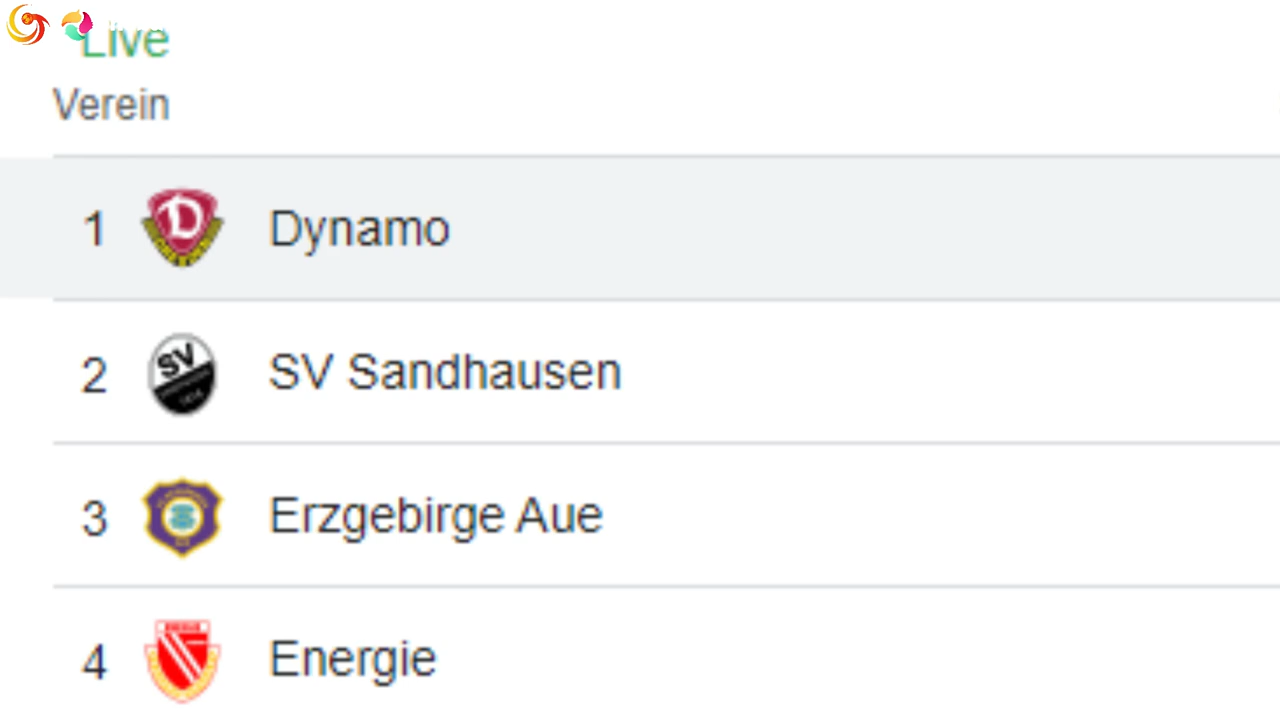 Live
Verein
1 Dynamo
2 SV Sandhausen
3 Erzgebirge Aue
4 Energie